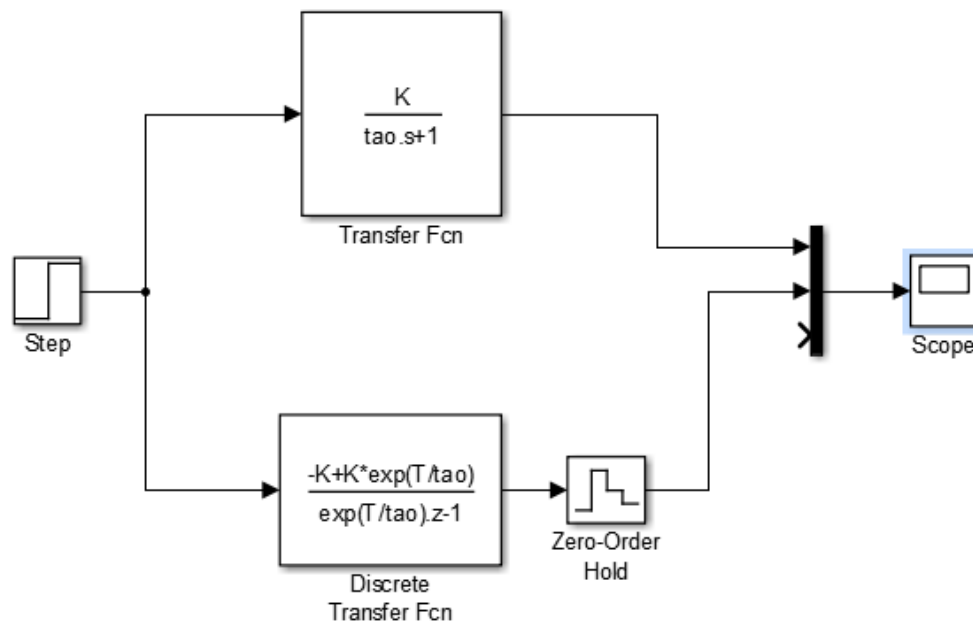 K
tao.s+1
Transfer Fcn
Step
Scope
-K+K*exp(T/tao)
exp(T/tao).z-1
Zero-Order
Hold
Discrete
Transfer Fcn